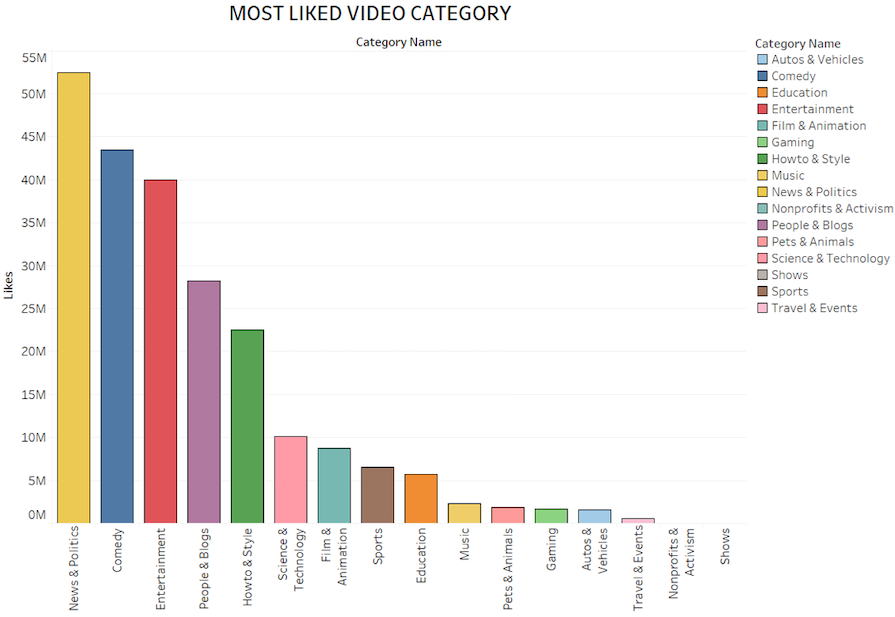 MOST LIKED VIDEO CATEGORY
Category Name
55M
50M
45M
40M
35M
30M
25M
20M
15M
10M
5M
0M
Likes
News & Politics
Comedy
Entertainment
People & Blogs
Howto & Style
Science &
Technology
Film &
Animation
Sports
Education
Music
Pets & Animals
Gaming
Autos &
Vehicles
Travel & Events
Nonprofits &
Activism
Shows
Category Name
Autos & Vehicles
Comedy
Education
Entertainment
Film & Animation
Gaming
Howto & Style
Music
News & Politics
Nonprofits & Activism
People & Blogs
Pets & Animals
Science & Technology
Shows
Sports
Travel & Events